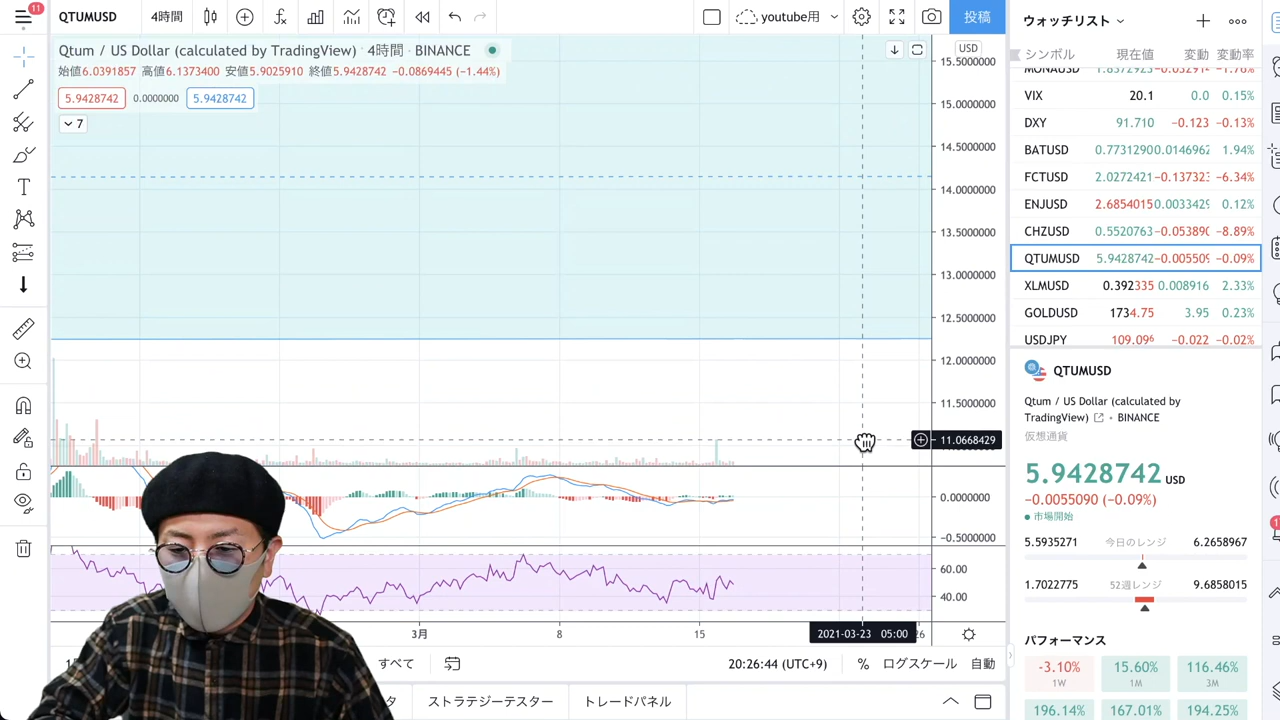 11
QTUMUSD
4時間
youtube用
投稿
Qtum / US Dollar (calculated by TradingView) · 4時間 · BINANCE
始値6.0391857 高値6.1373400 安値5.9025910 終値5.9428742 −0.0869445 (−1.44%)
5.9428742
0.0000000
5.9428742
7
USD
15.5000000
15.0000000
14.5000000
14.0000000
13.5000000
13.0000000
12.5000000
12.0000000
11.5000000
11.0668429
0.0000000
−0.5000000
60.00
40.00
3月
8
15
2021-03-23 05:00
26
すべて
20:26:44 (UTC+9)
%
ログスケール
自動
タ
ストラテジーテスター
トレードパネル
ウォッチリスト
シンボル 現在値 変動 変動率
MONAUSD −1.76%
VIX 20.1 0.0 0.15%
DXY 91.710 −0.123 −0.13%
BATUSD 0.7731290 0.0146962 1.94%
FCTUSD 2.0272421 −0.137323 −6.34%
ENJUSD 2.6854015 0.0033429 0.12%
CHZUSD 0.5520763 −0.053890 −8.89%
QTUMUSD 5.9428742 −0.005509 −0.09%
XLMUSD 0.392335 0.008916 2.33%
GOLDUSD 1734.75 3.95 0.23%
USDJPY 109.096 −0.022 −0.02%
QTUMUSD
Qtum / US Dollar (calculated by
TradingView) · BINANCE
仮想通貨
5.9428742 USD
−0.0055090 (−0.09%)
市場開始
5.5935271 今日のレンジ 6.2658967
1.7022775 52週レンジ 9.6858015
パフォーマンス
−3.10% 15.60% 116.46%
1W 1M 3M
196.14% 167.01% 194.25%